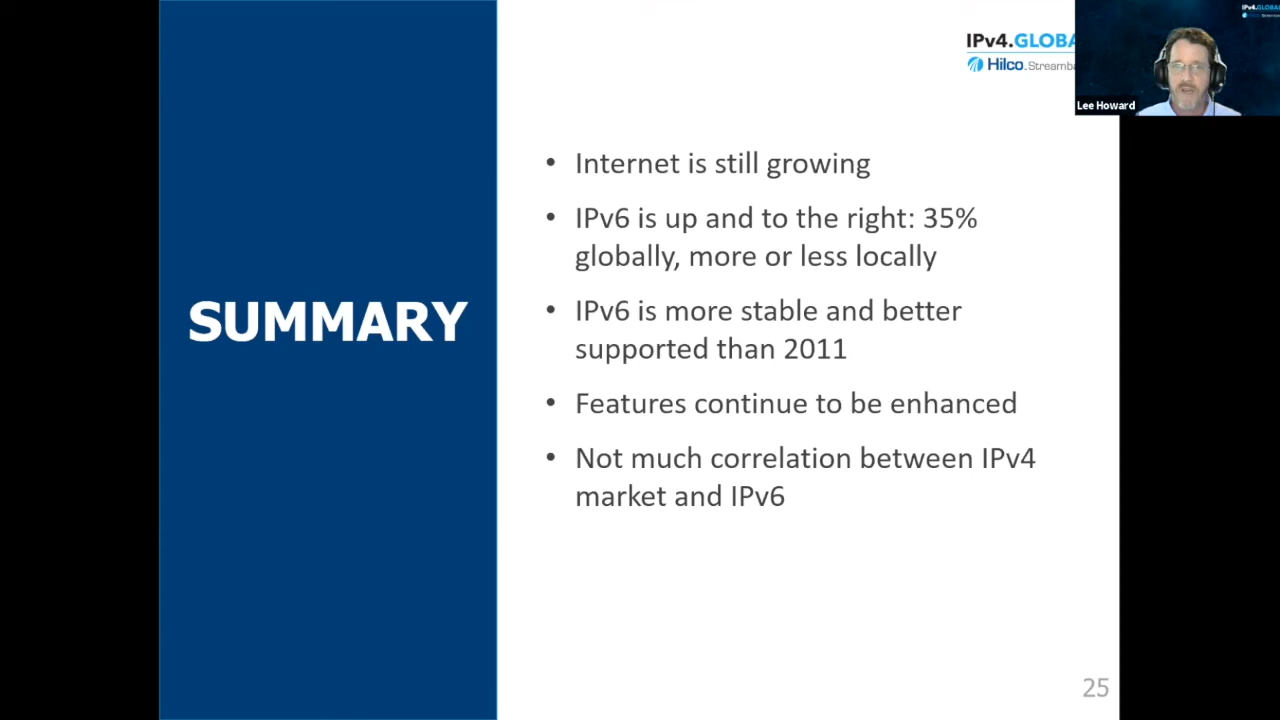 IPv4.GLOBA
Hilco Streamba
IPv4.GLOBAL
Lee Howard
SUMMARY
• Internet is still growing
• IPv6 is up and to the right: 35%
globally, more or less locally
• IPv6 is more stable and better
supported than 2011
• Features continue to be enhanced
• Not much correlation between IPv4
market and IPv6
25